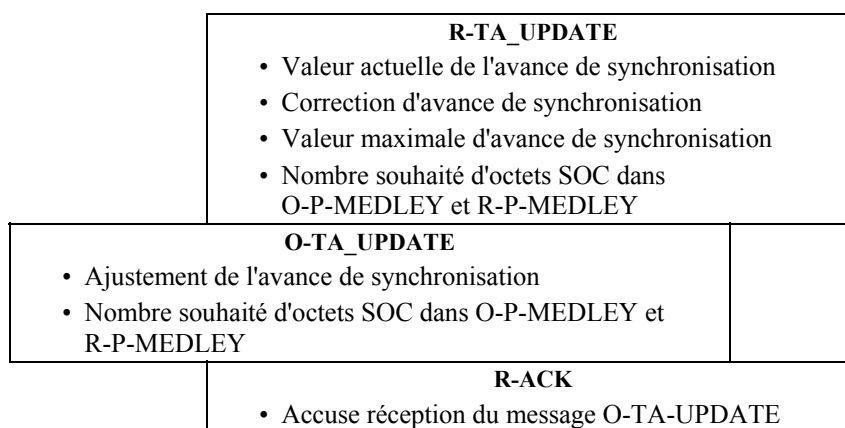 R-TA_UPDATE
• Valeur actuelle de l'avance de synchronisation
• Correction d'avance de synchronisation
• Valeur maximale d'avance de synchronisation
• Nombre souhaité d'octets SOC dans
O-P-MEDLEY et R-P-MEDLEY
O-TA_UPDATE
• Ajustement de l'avance de synchronisation
• Nombre souhaité d'octets SOC dans O-P-MEDLEY et
R-P-MEDLEY
R-ACK
• Accuse réception du message O-TA-UPDATE